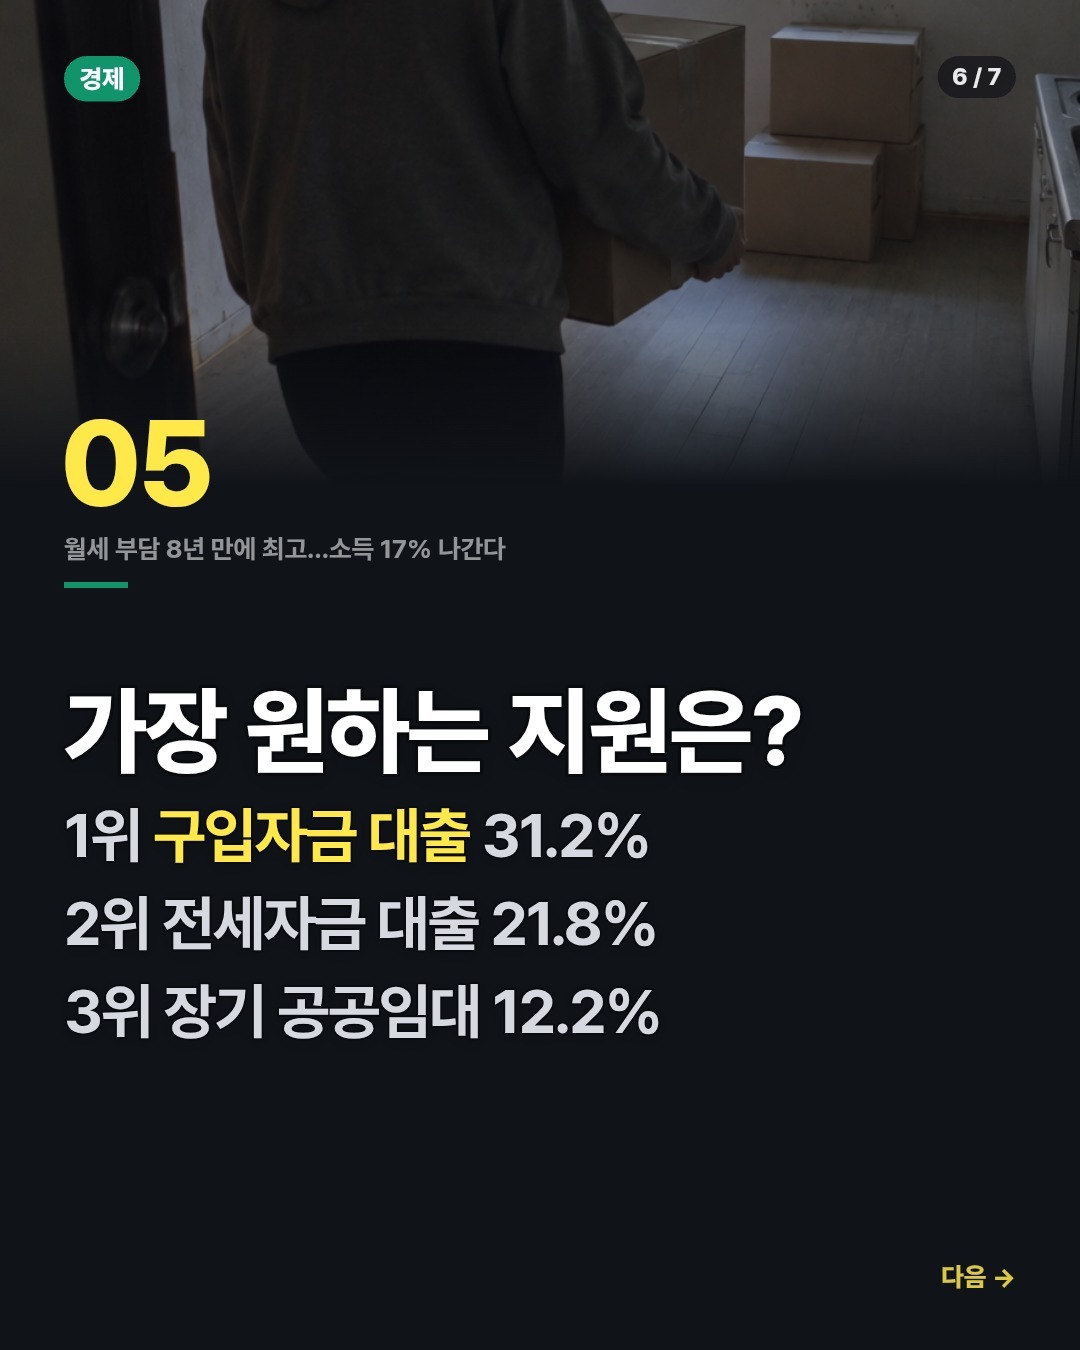 경제
6 / 7
05
월세 부담 8년 만에 최고...소득 17% 나간다
가장 원하는 지원은?
1위 구입자금 대출 31.2%
2위 전세자금 대출 21.8%
3위 장기 공공임대 12.2%
다음 →